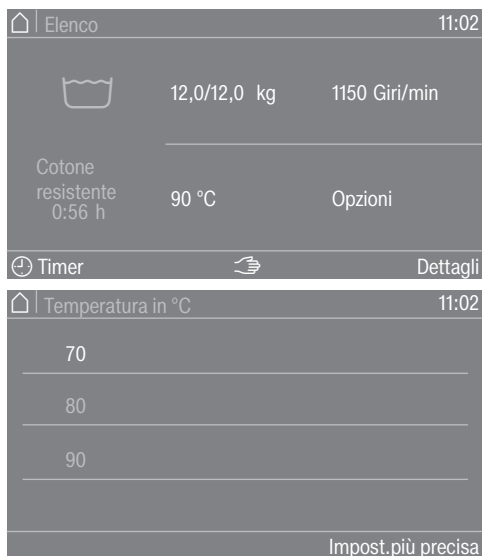 Elenco 11:02
12,0/12,0 kg 1150 Giri/min
Cotone
resistente
0:56 h
90 °C Opzioni
Timer Dettagli
Temperatura in °C 11:02
70
80
90
Impost.più precisa